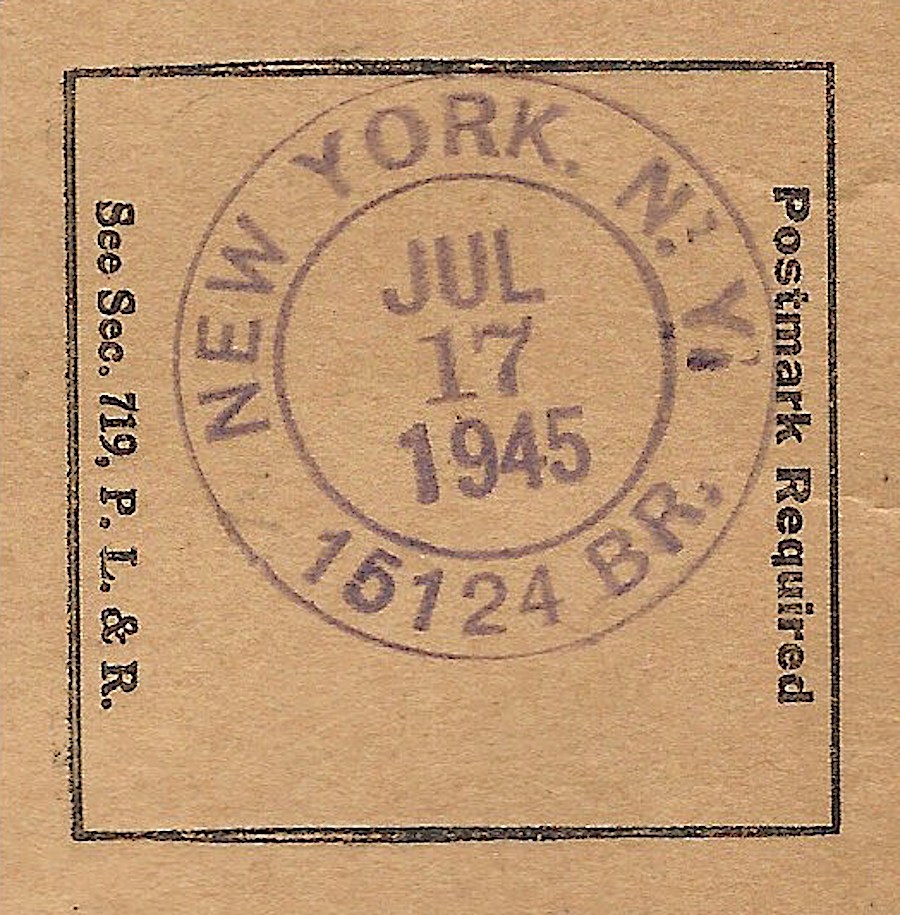 Postmark Required
NEW YORK. N. Y.
JUL
17
1945
15124 BR.
See Sec. 719, P. L. & R.